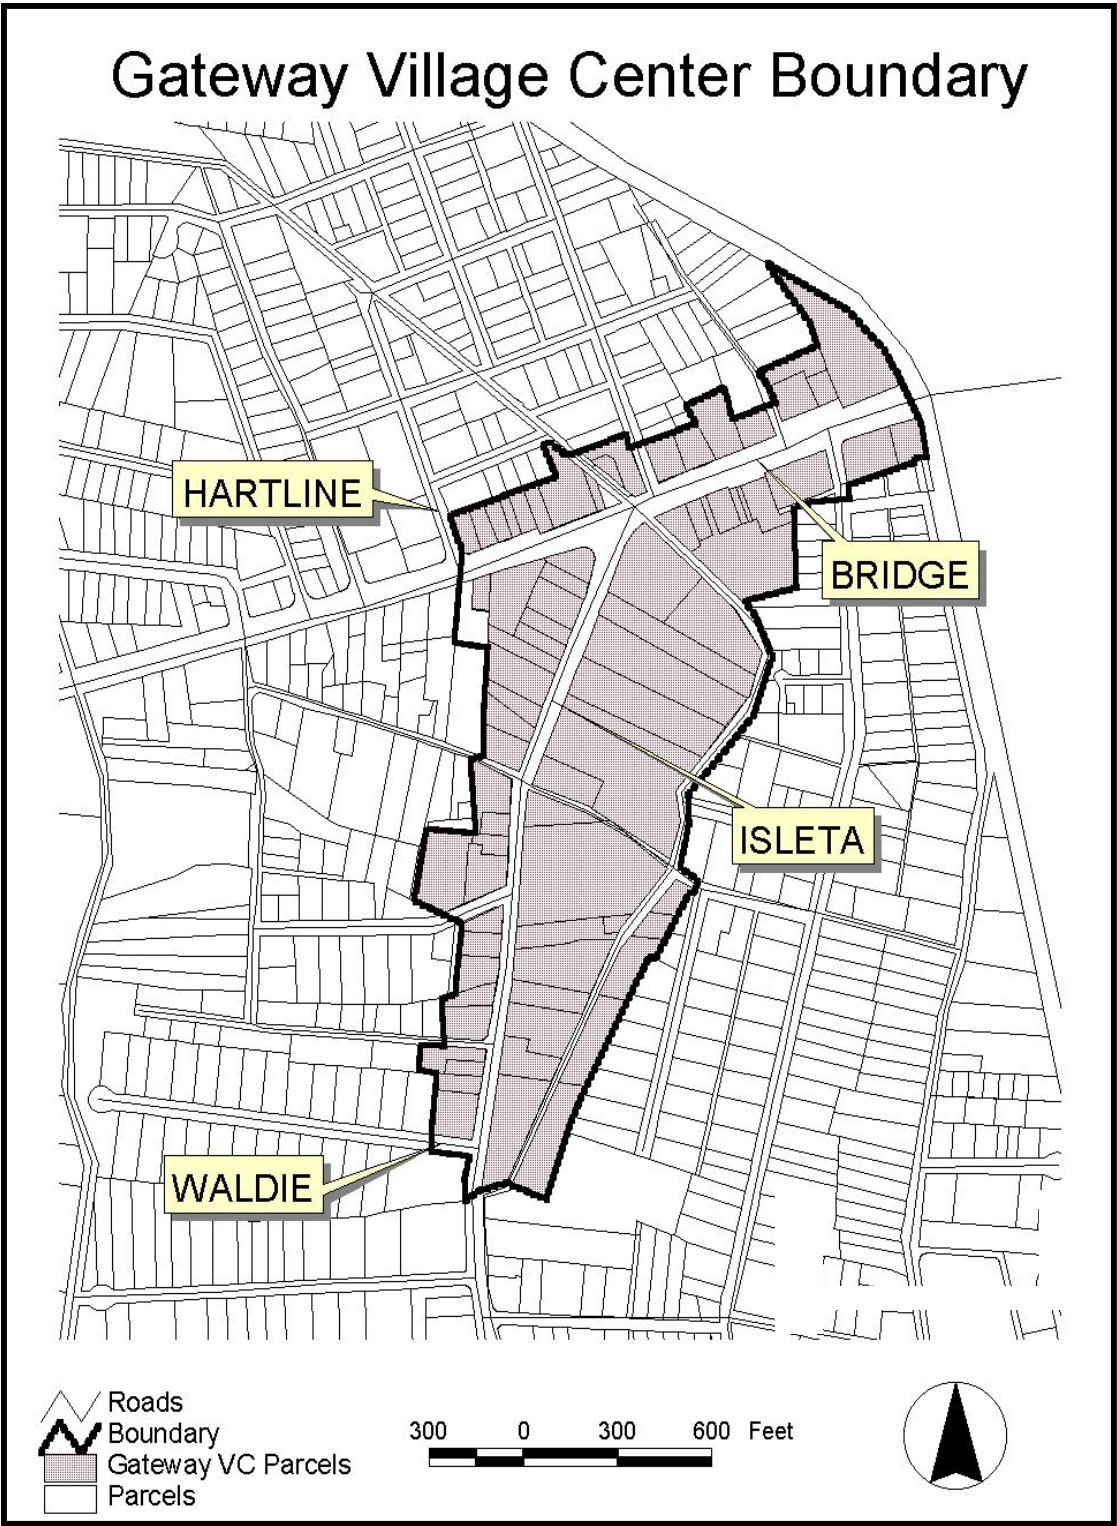 Gateway Village Center Boundary
HARTLINE
BRIDGE
ISLETA
WALDIE
Roads
Boundary
Gateway VC Parcels
Parcels
300 0 300 600 Feet